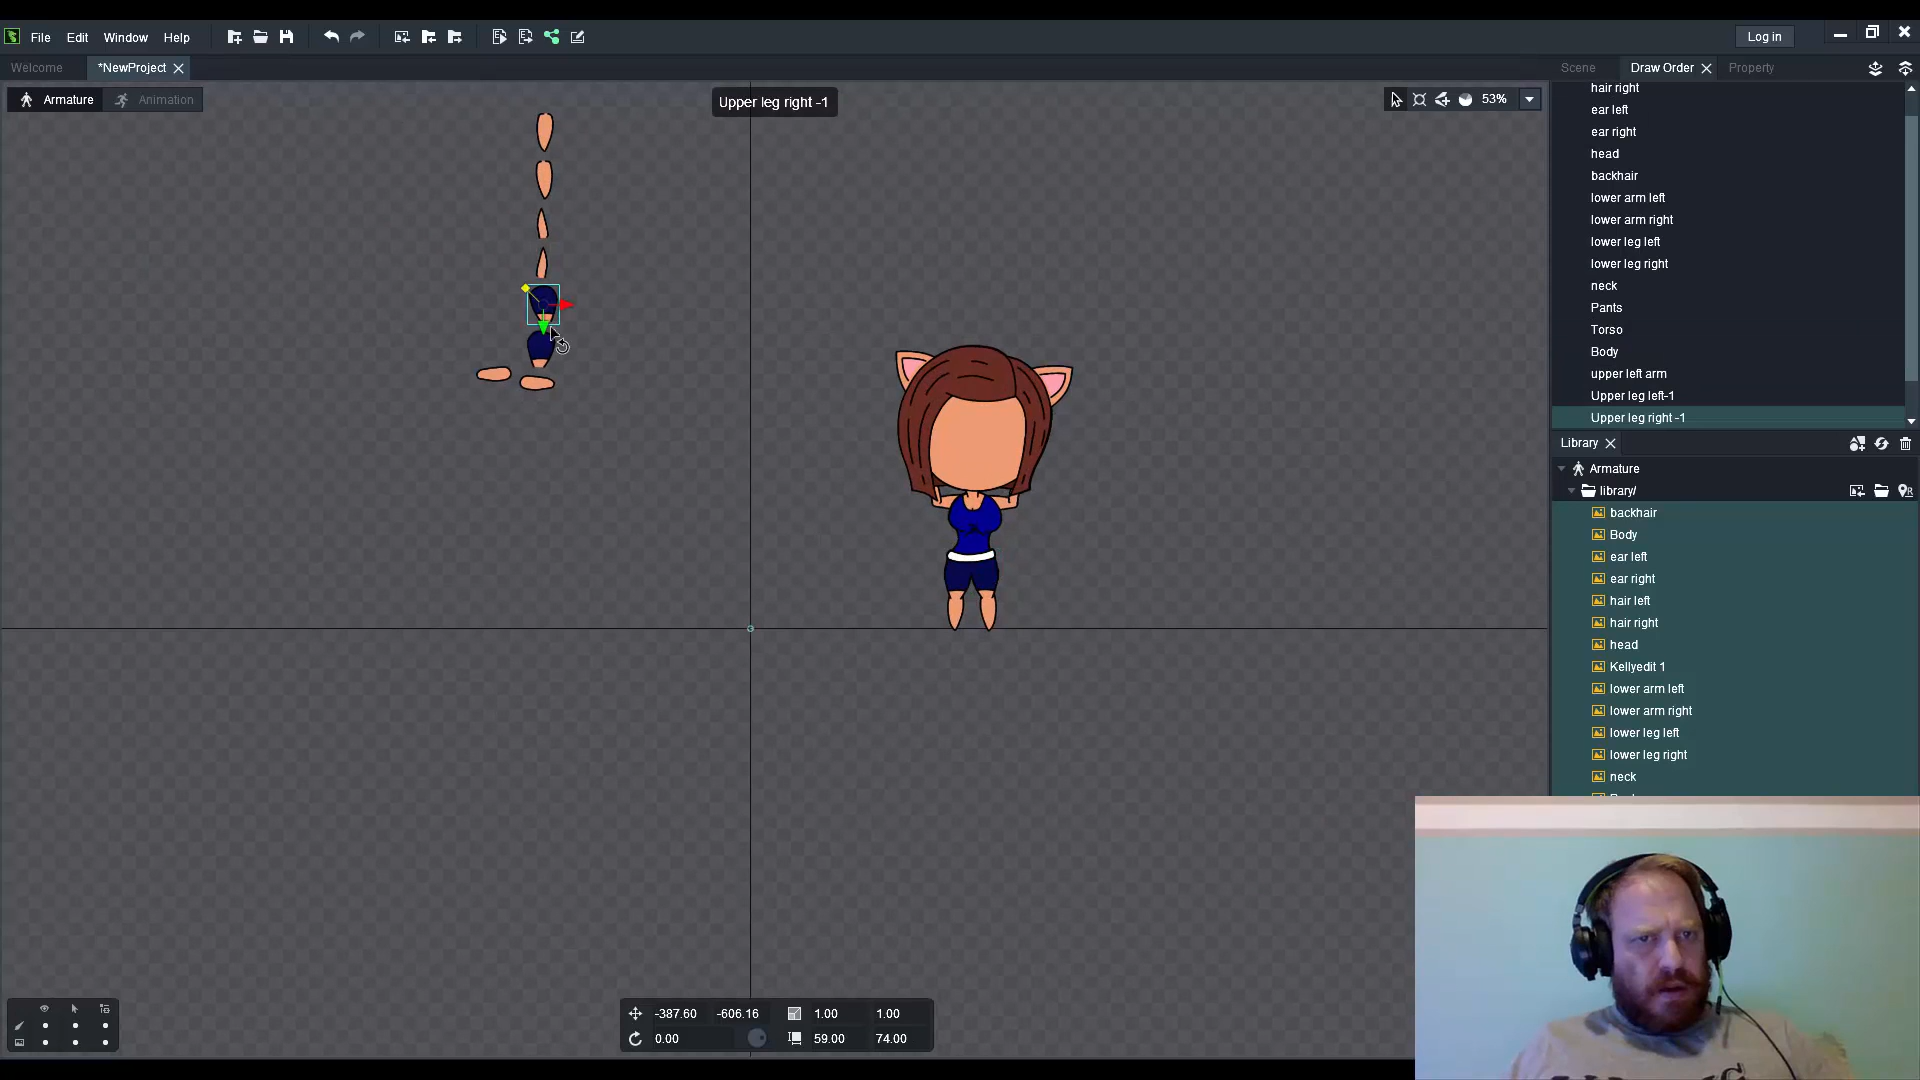 File Edit Window Help
Log in
Welcome *NewProject
Scene Draw Order Property
Armature Animation
Upper leg right -1
53%
hair right
ear left
ear right
head
backhair
lower arm left
lower arm right
lower leg left
lower leg right
neck
Pants
Torso
Body
upper left arm
Upper leg left-1
Upper leg right -1
Library
Armature
library/
backhair
Body
ear left
ear right
hair left
hair right
head
Kellyedit 1
lower arm left
lower arm right
lower leg left
lower leg right
neck
-387.60 -606.16 1.00 1.00
0.00 59.00 74.00